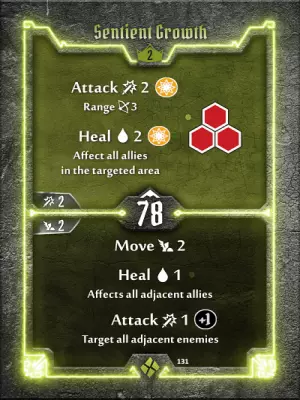 Sentient Growth
2
Attack 2
Range 3
Heal 2
Affect all allies
in the targeted area
2
78
2
Move 2
Heal 1
Affects all adjacent allies
Attack 1 +1
Target all adjacent enemies
131